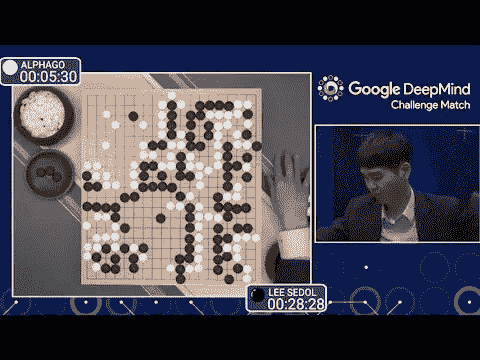 ALPHAGO
00:05:30
Google DeepMind
Challenge Match
LEE SEDOL
00:28:28